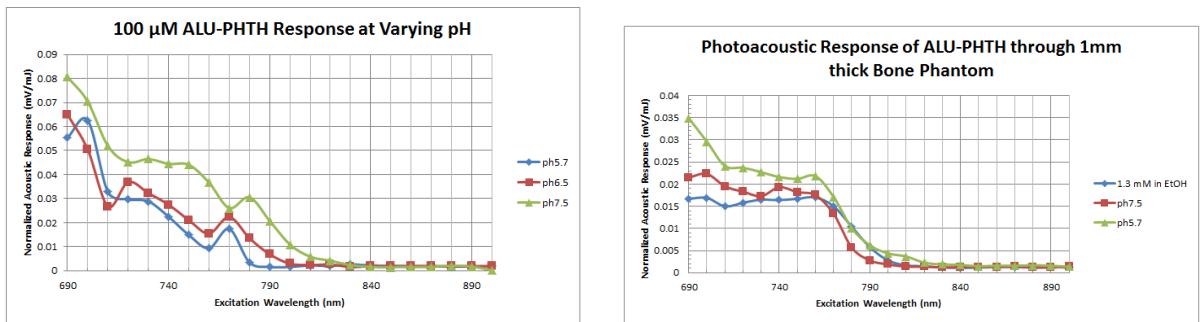 100 µM ALU-PHTH Response at Varying pH
Normalized Acoustic Response (mV/mJ)
0.09
0.08
0.07
0.06
0.05
0.04
0.03
0.02
0.01
0
690
740
790
840
890
Excitation Wavelength (nm)
ph5.7
ph6.5
ph7.5
Photoacoustic Response of ALU-PHTH through 1mm
thick Bone Phantom
Normalized Acoustic Response (mV/mJ)
0.04
0.035
0.03
0.025
0.02
0.015
0.01
0.005
0
690
740
790
840
890
Excitation Wavelength (nm)
1.3 mM in EtOH
ph7.5
ph5.7